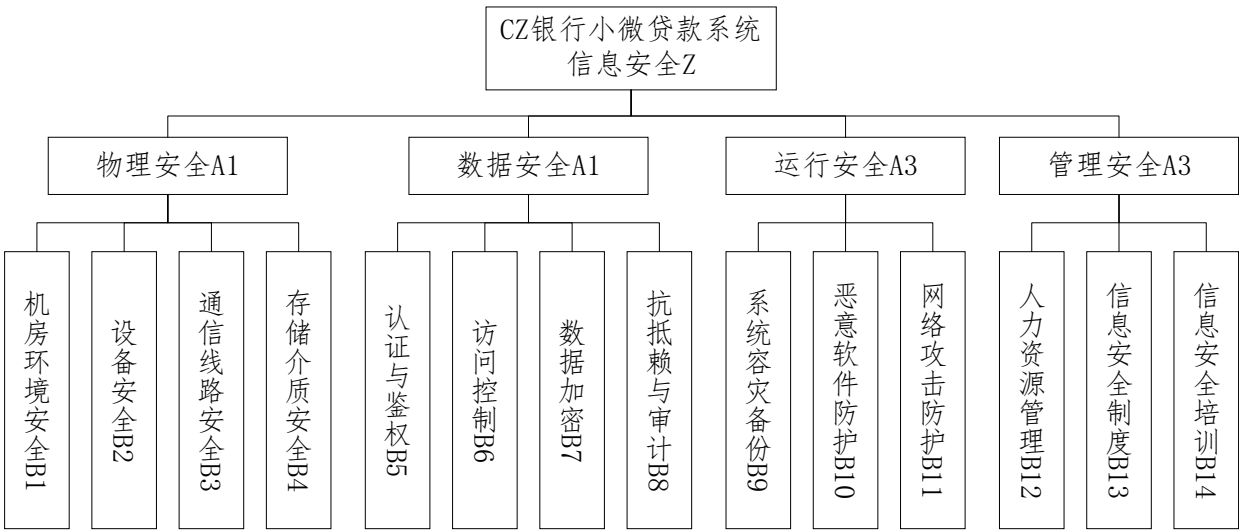 CZ银行小微贷款系统
信息安全Z
物理安全A1
数据安全A1
运行安全A3
管理安全A3
机房环境安全B1
设备安全B2
通信线路安全B3
存储介质安全B4
认证与鉴权B5
访问控制B6
数据加密B7
抗抵赖与审计B8
系统容灾备份B9
恶意软件防护B10
网络攻击防护B11
人力资源管理B12
信息安全制度B13
信息安全培训B14